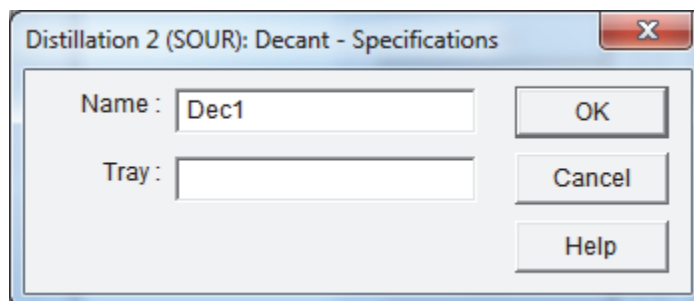 Distillation 2 (SOUR): Decant - Specifications
Name : Dec1
OK
Tray :
Cancel
Help